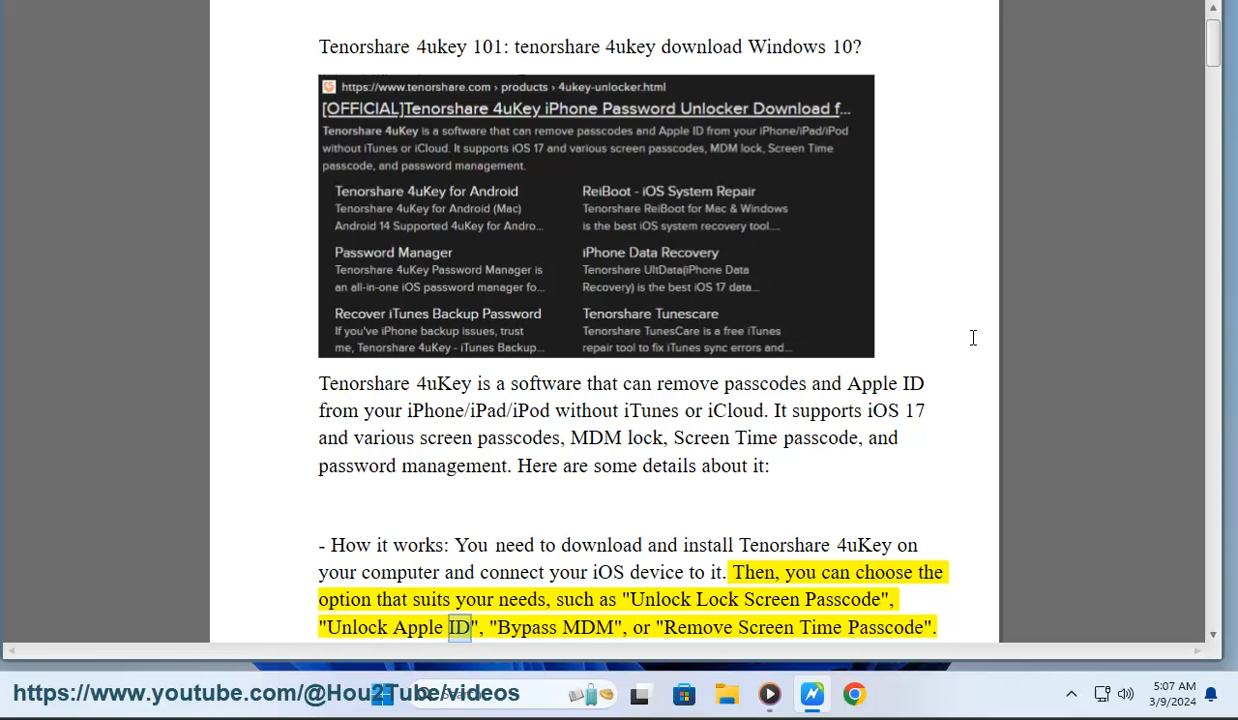 Tenorshare 4ukey 101: tenorshare 4ukey download Windows 10?
https://www.tenorshare.com › products › 4ukey-unlocker.html
[OFFICIAL]Tenorshare 4uKey iPhone Password Unlocker Download f...
Tenorshare 4uKey is a software that can remove passcodes and Apple ID from your iPhone/iPad/iPod
without iTunes or iCloud. It supports iOS 17 and various screen passcodes, MDM lock, Screen Time
passcode, and password management.
Tenorshare 4uKey for Android
Tenorshare 4uKey for Android (Mac)
Android 14 Supported 4uKey for Andro...
ReiBoot - iOS System Repair
Tenorshare ReiBoot for Mac & Windows
is the best iOS system recovery tool....
Password Manager
Tenorshare 4uKey Password Manager is
an all-in-one iOS password manager fo...
iPhone Data Recovery
Tenorshare UltData(iPhone Data
Recovery) is the best iOS 17 data...
Recover iTunes Backup Password
If you've iPhone backup issues, trust
me, Tenorshare 4uKey - iTunes Backup...
Tenorshare Tunescare
Tenorshare TunesCare is a free iTunes
repair tool to fix iTunes sync errors and...
Tenorshare 4uKey is a software that can remove passcodes and Apple ID
from your iPhone/iPad/iPod without iTunes or iCloud. It supports iOS 17
and various screen passcodes, MDM lock, Screen Time passcode, and
password management. Here are some details about it:
- How it works: You need to download and install Tenorshare 4uKey on
your computer and connect your iOS device to it. Then, you can choose the
option that suits your needs, such as "Unlock Lock Screen Passcode",
"Unlock Apple ID", "Bypass MDM", or "Remove Screen Time Passcode".
https://www.youtube.com/@Hou2Tube/videos
5:07 AM
3/9/2024